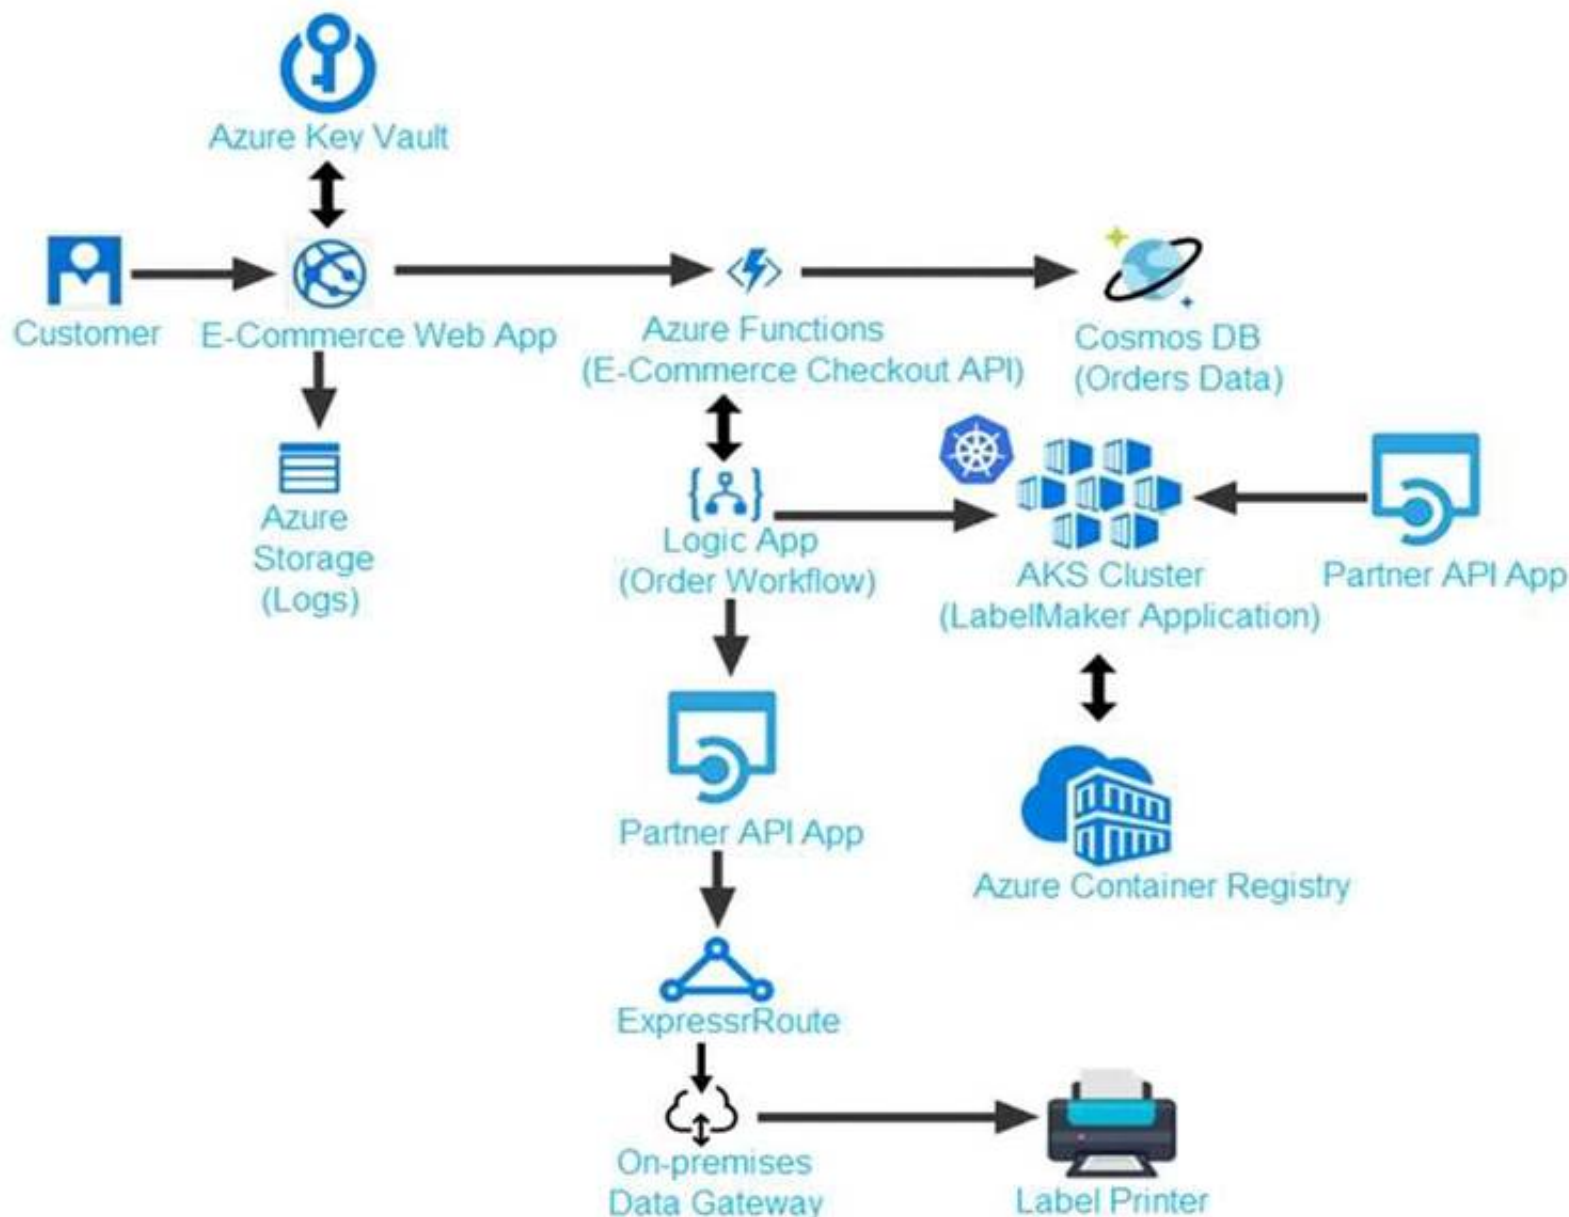 Azure Key Vault
Customer
E-Commerce Web App
Azure Functions
(E-Commerce Checkout API)
Cosmos DB
(Orders Data)
Azure
Storage
(Logs)
Logic App
(Order Workflow)
AKS Cluster
(LabelMaker Application)
Partner API App
Partner API App
Azure Container Registry
ExpressrRoute
On-premises
Data Gateway
Label Printer